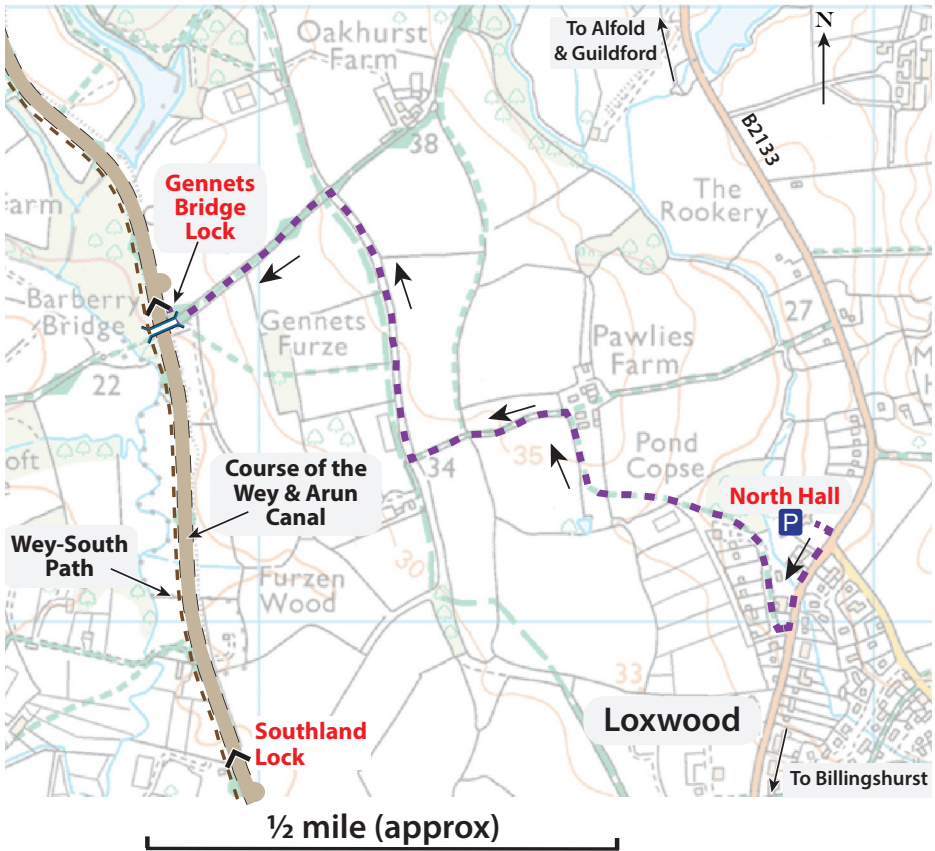 Oakhurst
Farm
To Alfold
& Guildford
N
B2133
38
Gennets
Bridge
Lock
The
Rookery
arm
Barberry
Bridge
Gennets
Furze
27
Pawlies
Farm
M
H
22
34
35
Pond
Copse
oft
Course of the
Wey & Arun
Canal
North Hall
P
Wey-South
Path
30
Furzen
Wood
33
Loxwood
Southland
Lock
To Billingshurst
½ mile (approx)